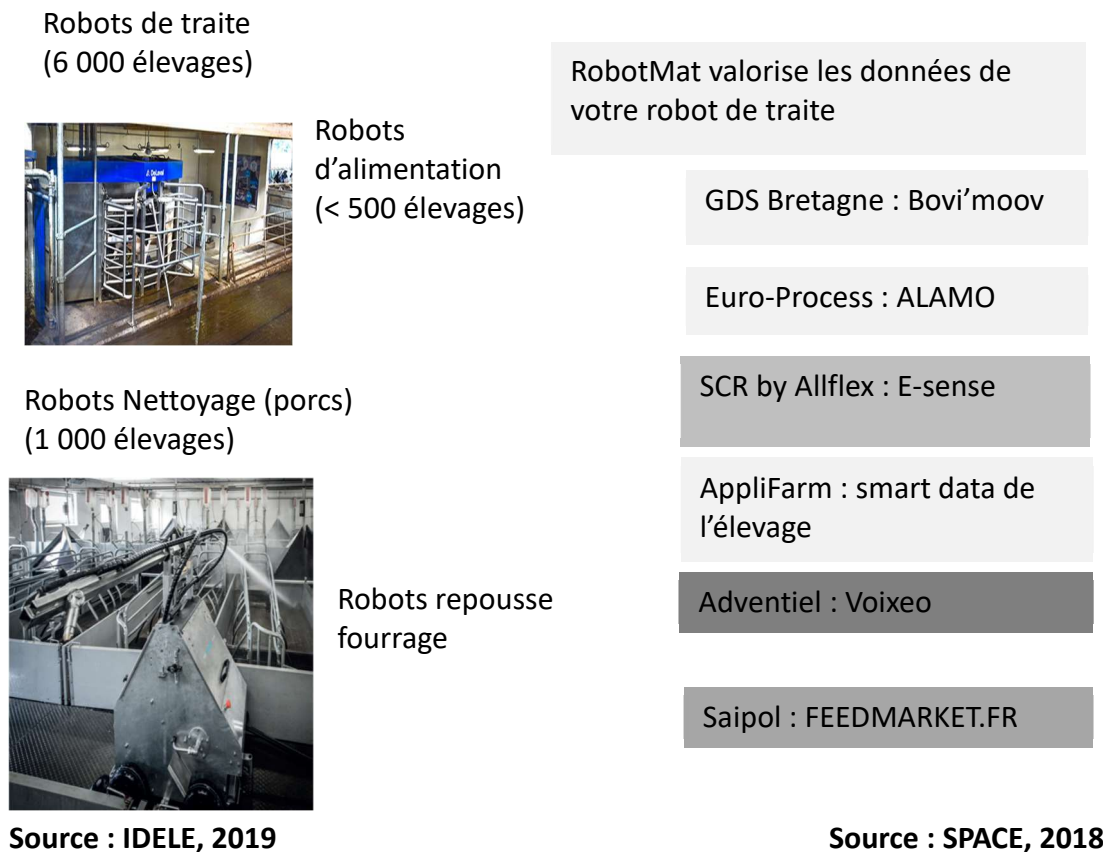 Robots de traite
(6 000 élevages)
Robots
d’alimentation
(< 500 élevages)
Robots Nettoyage (porcs)
(1 000 élevages)
Robots repousse
fourrage
Source : IDELE, 2019
RobotMat valorise les données de
votre robot de traite
GDS Bretagne : Bovi’moov
Euro-Process : ALAMO
SCR by Allflex : E-sense
AppliFarm : smart data de
l’élevage
Adventiel : Voixeo
Saipol : FEEDMARKET.FR
Source : SPACE, 2018